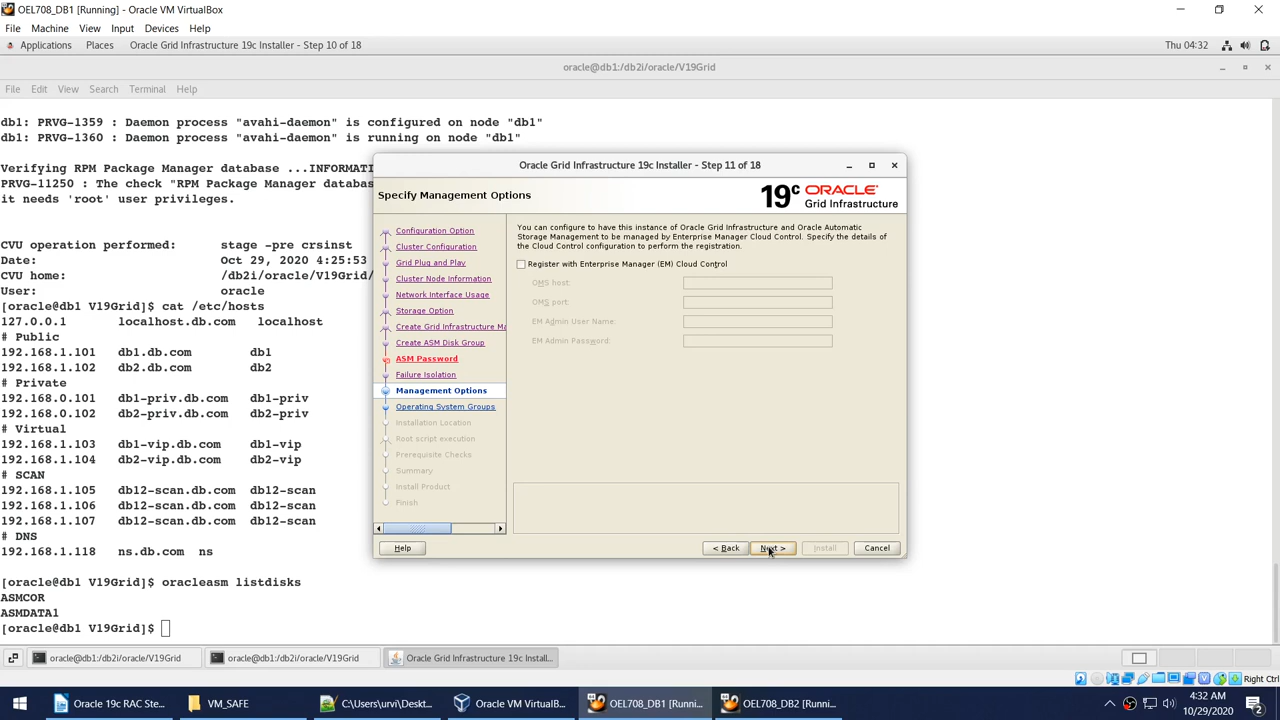 OEL708_DB1 [Running] - Oracle VM VirtualBox
File Machine View Input Devices Help
Applications Places Oracle Grid Infrastructure 19c Installer - Step 10 of 18 Thu 04:32
oracle@db1:/db2i/oracle/V19Grid
File Edit View Search Terminal Help
db1: PRVG-1359 : Daemon process "avahi-daemon" is configured on node "db1"
db1: PRVG-1360 : Daemon process "avahi-daemon" is running on node "db1"
Verifying RPM Package Manager database ...INFORMATI
PRVG-11250 : The check "RPM Package Manager databas
it needs 'root' user privileges.
CVU operation performed: stage -pre crsinst
Date: Oct 29, 2020 4:25:53
CVU home: /db2i/oracle/V19Grid/
User: oracle
[oracle@db1 V19Grid]$ cat /etc/hosts
127.0.0.1 localhost.db.com localhost
# Public
192.168.1.101 db1.db.com db1
192.168.1.102 db2.db.com db2
# Private
192.168.0.101 db1-priv.db.com db1-priv
192.168.0.102 db2-priv.db.com db2-priv
# Virtual
192.168.1.103 db1-vip.db.com db1-vip
192.168.1.104 db2-vip.db.com db2-vip
# SCAN
192.168.1.105 db12-scan.db.com db12-scan
192.168.1.106 db12-scan.db.com db12-scan
192.168.1.107 db12-scan.db.com db12-scan
# DNS
192.168.1.118 ns.db.com ns
[oracle@db1 V19Grid]$ oracleasm listdisks
ASMCOR
ASMDATA1
[oracle@db1 V19Grid]$
Oracle Grid Infrastructure 19c Installer - Step 11 of 18
Specify Management Options
19c ORACLE Grid Infrastructure
Configuration Option
Cluster Configuration
Grid Plug and Play
Cluster Node Information
Network Interface Usage
Storage Option
Create Grid Infrastructure Ma
Create ASM Disk Group
ASM Password
Failure Isolation
Management Options
Operating System Groups
Installation Location
Root script execution
Prerequisite Checks
Summary
Install Product
Finish
You can configure to have this instance of Oracle Grid Infrastructure and Oracle Automatic
Storage Management to be managed by Enterprise Manager Cloud Control. Specify the details of
the Cloud Control configuration to perform the registration.
Register with Enterprise Manager (EM) Cloud Control
OMS host:
OMS port:
EM Admin User Name:
EM Admin Password:
Help < Back Next > Install Cancel
oracle@db1:/db2i/oracle/V19Grid oracle@db1:/db2i/oracle/V19Grid Oracle Grid Infrastructure 19c Install...
Right Ctrl
Oracle 19c RAC Ste... VM_SAFE C:\Users\urvi\Deskt... Oracle VM VirtualB... OEL708_DB1 [Runni... OEL708_DB2 [Runni...
4:32 AM
10/29/2020